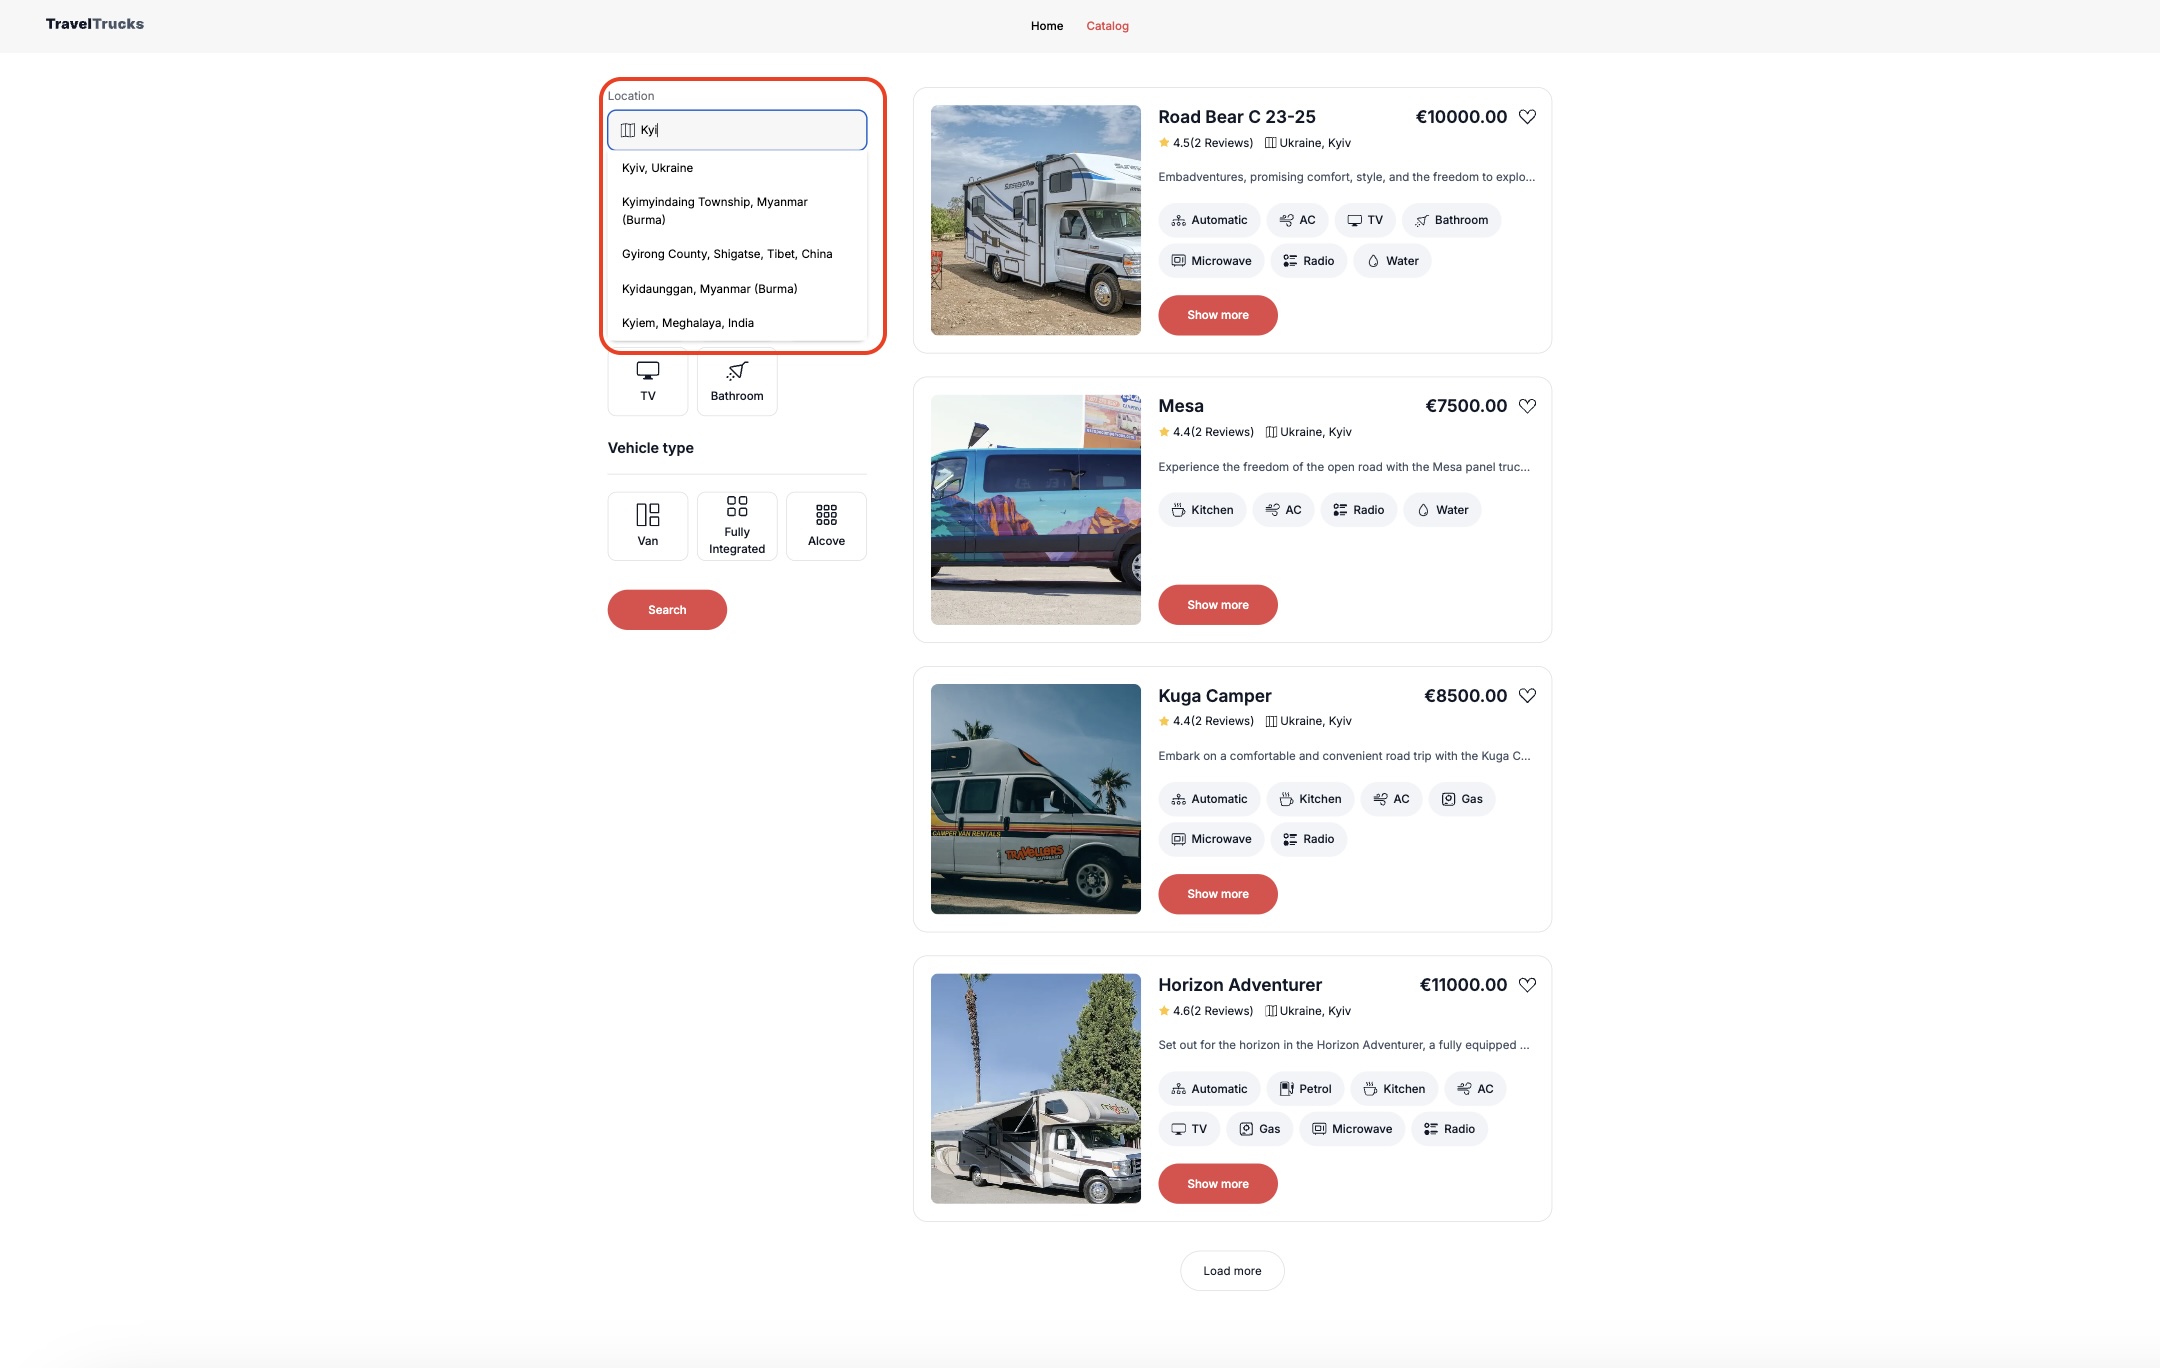 TravelTrucks
Home
Catalog
Location
Kyi
Kyiv, Ukraine
Kyimyindaing Township, Myanmar
(Burma)
Gyirong County, Shigatse, Tibet, China
Kyidaunggan, Myanmar (Burma)
Kyiem, Meghalaya, India
TV
Bathroom
Vehicle type
Van
Fully
Integrated
Alcove
Search
Road Bear C 23-25
€10000.00
4.5(2 Reviews)
Ukraine, Kyiv
Embadventures, promising comfort, style, and the freedom to explo...
Automatic
AC
TV
Bathroom
Microwave
Radio
Water
Show more
Mesa
€7500.00
4.4(2 Reviews)
Ukraine, Kyiv
Experience the freedom of the open road with the Mesa panel truc...
Kitchen
AC
Radio
Water
Show more
CAMPER VAN RENTALS
TRAVELLERS
Kuga Camper
€8500.00
4.4(2 Reviews)
Ukraine, Kyiv
Embark on a comfortable and convenient road trip with the Kuga C...
Automatic
Kitchen
AC
Gas
Microwave
Radio
Show more
mighty
Horizon Adventurer
€11000.00
4.6(2 Reviews)
Ukraine, Kyiv
Set out for the horizon in the Horizon Adventurer, a fully equipped ...
Automatic
Petrol
Kitchen
AC
TV
Gas
Microwave
Radio
Show more
Load more